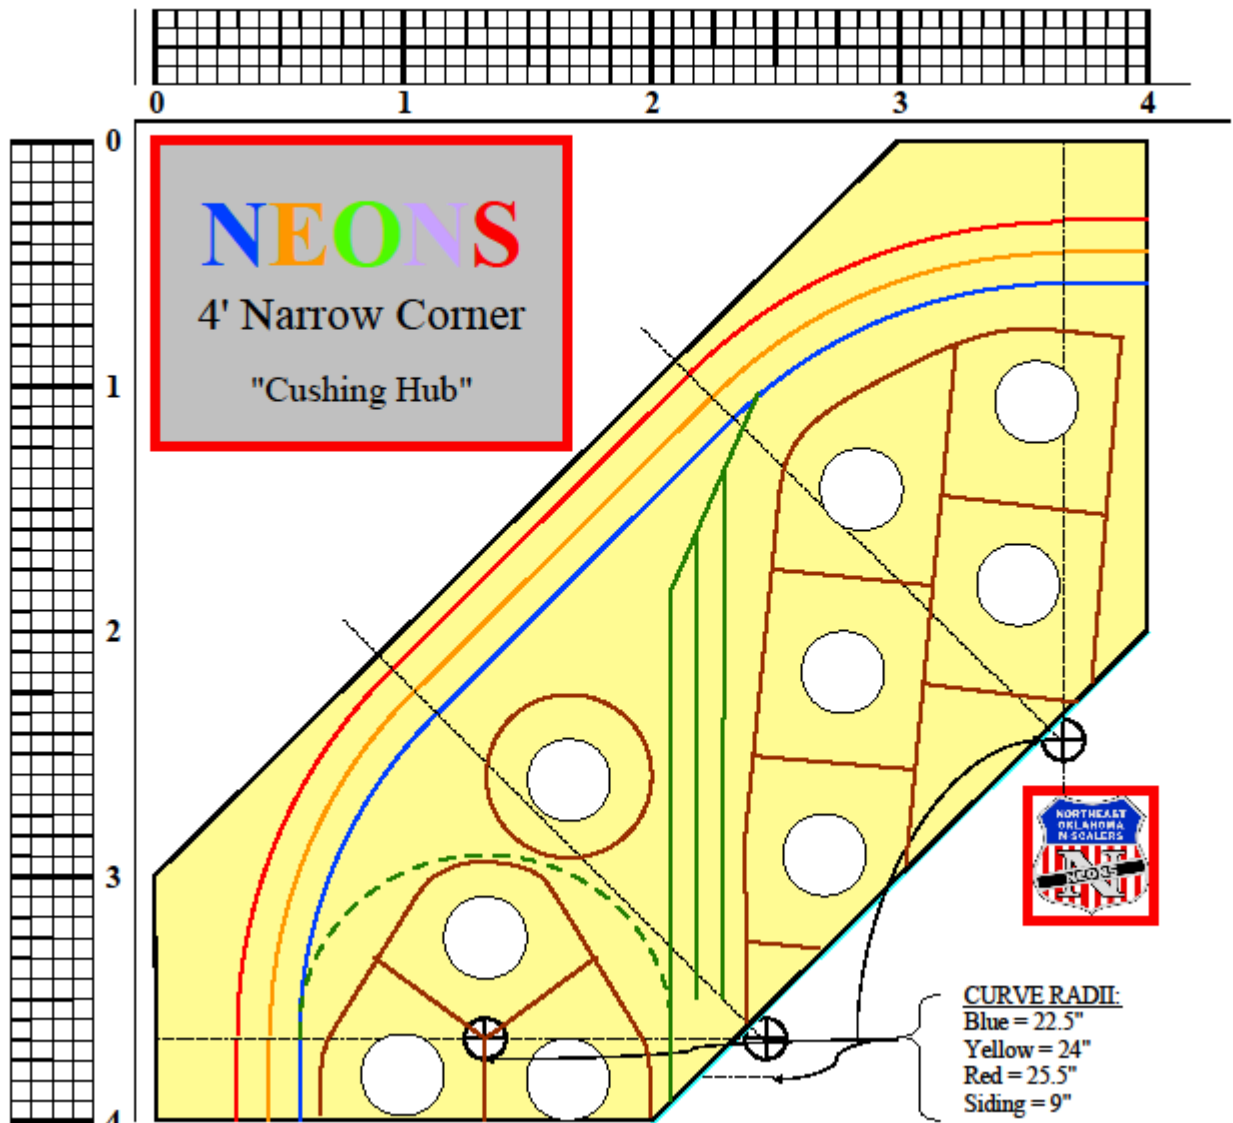 0 1 2 3 4
0
NEONS
4' Narrow Corner
"Cushing Hub"
1
2
3
4
NORTHEAST
OKLAHOMA
N SCALERS
N
NEONS
CURVE RADII:
Blue = 22.5"
Yellow = 24"
Red = 25.5"
Siding = 9"